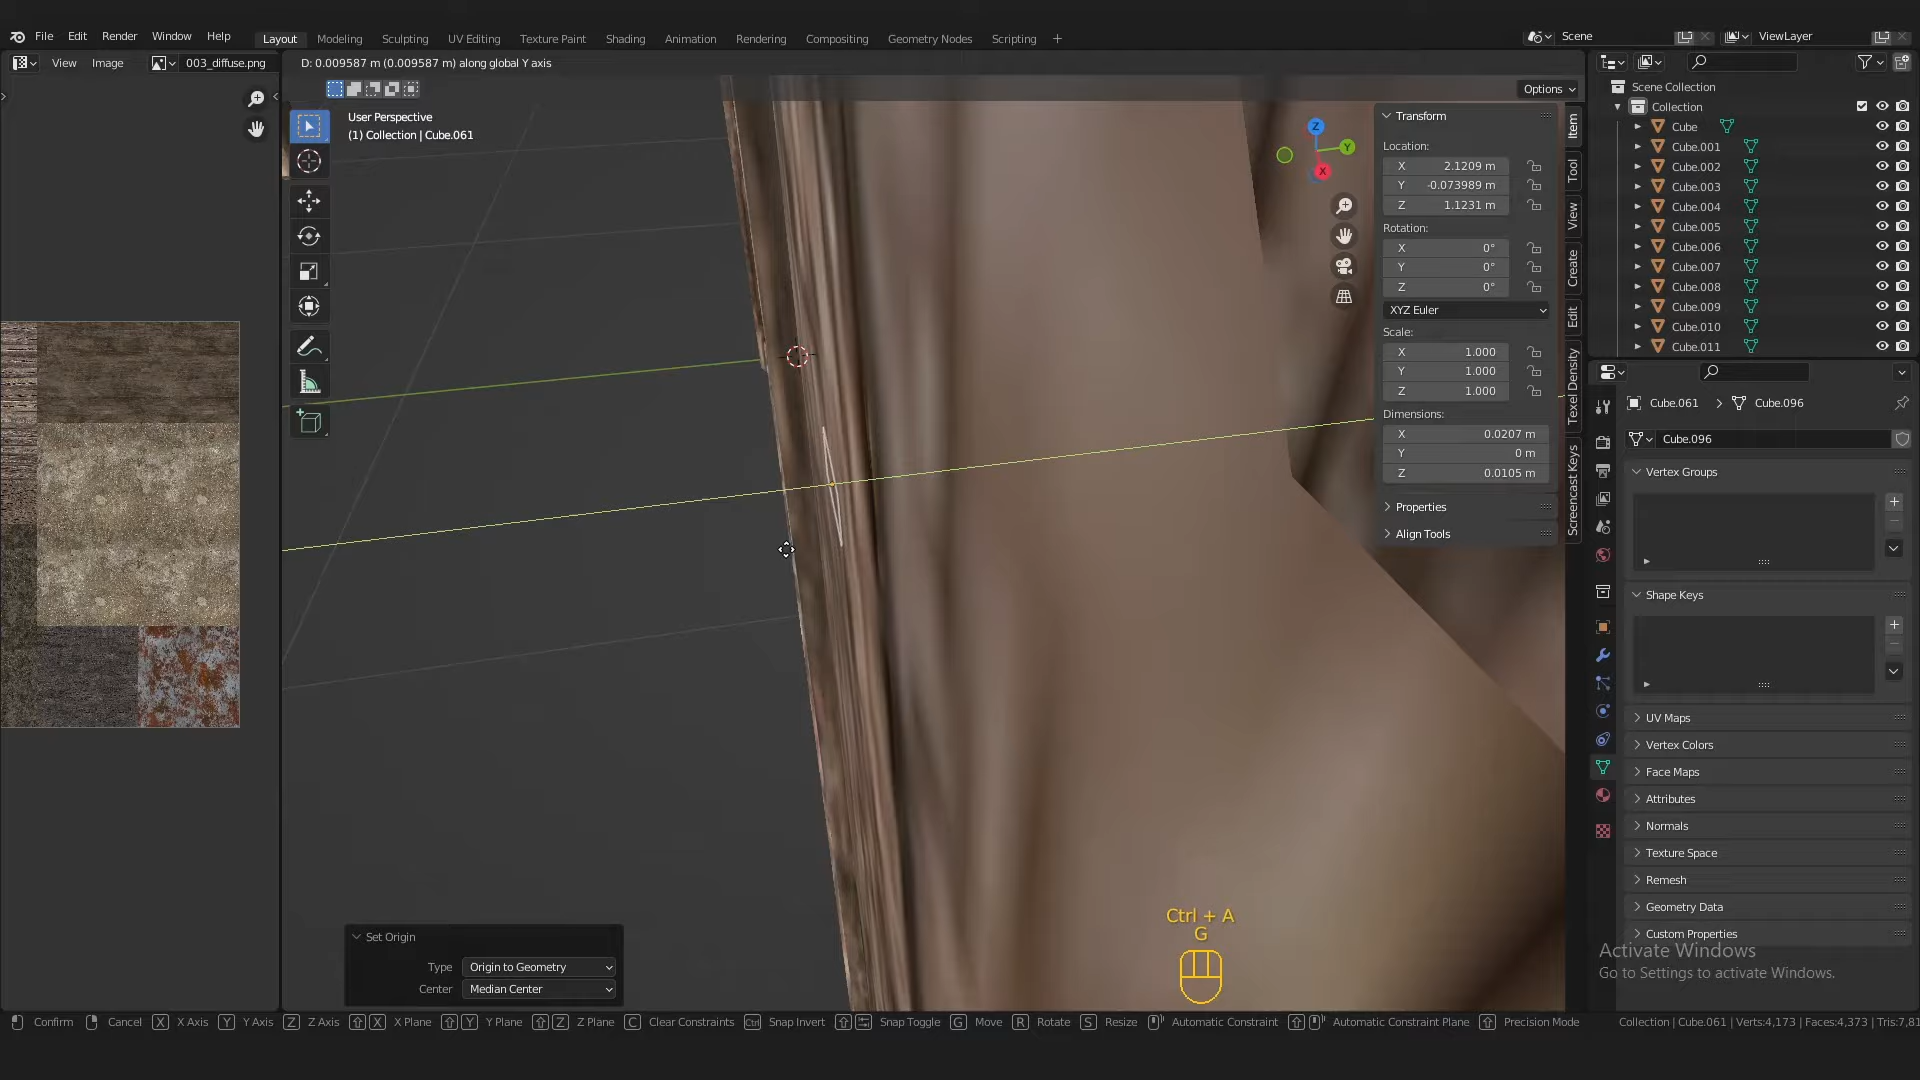 File Edit Render Window Help
Layout Modeling Sculpting UV Editing Texture Paint Shading Animation Rendering Compositing Geometry Nodes Scripting
Scene
ViewLayer
View Image 003_diffuse.png
D: 0.009587 m (0.009587 m) along global Y axis
Options
User Perspective
(1) Collection | Cube.061
Z
Y
X
Transform
Location:
X 2.1209 m
Y -0.073989 m
Z 1.1231 m
Rotation:
X 0°
Y 0°
Z 0°
XYZ Euler
Scale:
X 1.000
Y 1.000
Z 1.000
Dimensions:
X 0.0207 m
Y 0 m
Z 0.0105 m
Properties
Align Tools
Item
Tool
View
Create
Edit
Texel Density
Screencast Keys
Scene Collection
Collection
Cube
Cube.001
Cube.002
Cube.003
Cube.004
Cube.005
Cube.006
Cube.007
Cube.008
Cube.009
Cube.010
Cube.011
Cube.061 Cube.096
Cube.096
Vertex Groups
Shape Keys
UV Maps
Vertex Colors
Face Maps
Attributes
Normals
Texture Space
Remesh
Geometry Data
Custom Properties
Activate Windows
Go to Settings to activate Windows.
Ctrl + A
G
Set Origin
Type Origin to Geometry
Center Median Center
Confirm Cancel X X Axis Y Y Axis Z Z Axis X X Plane Y Y Plane Z Z Plane C Clear Constraints Ctrl Snap Invert Snap Toggle G Move R Rotate S Resize Automatic Constraint Automatic Constraint Plane Precision Mode Collection | Cube.061 | Verts:4,173 | Faces:4,373 | Tris:7,81